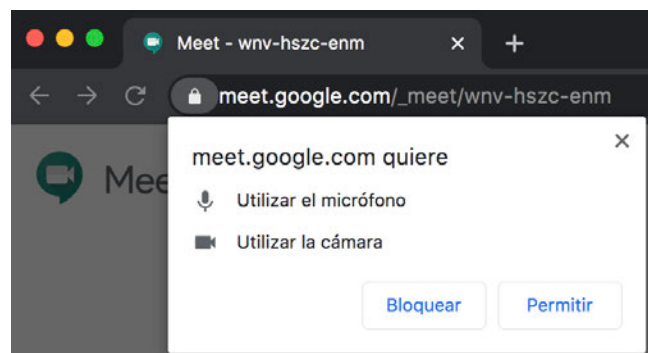 Meet - wnv-hszc-enm
meet.google.com/_meet/wnv-hszc-enm
Mee
meet.google.com quiere
Utilizar el micrófono
Utilizar la cámara
Bloquear Permitir